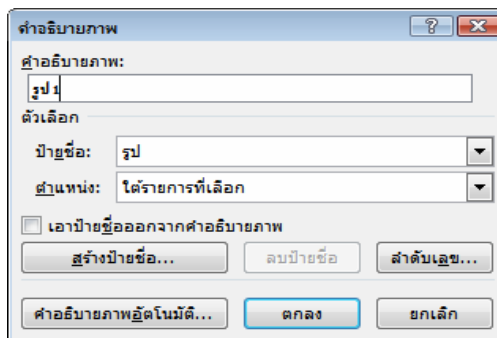 คำอธิบายภาพ
คำอธิบายภาพ:
รูป 1
ตัวเลือก
ป้ายชื่อ: รูป
ตำแหน่ง: ใต้รายการที่เลือก
เอาป้ายชื่อออกจากคำอธิบายภาพ
สร้างป้ายชื่อ... ลบป้ายชื่อ ลำดับเลข...
คำอธิบายภาพอัตโนมัติ... ตกลง ยกเลิก